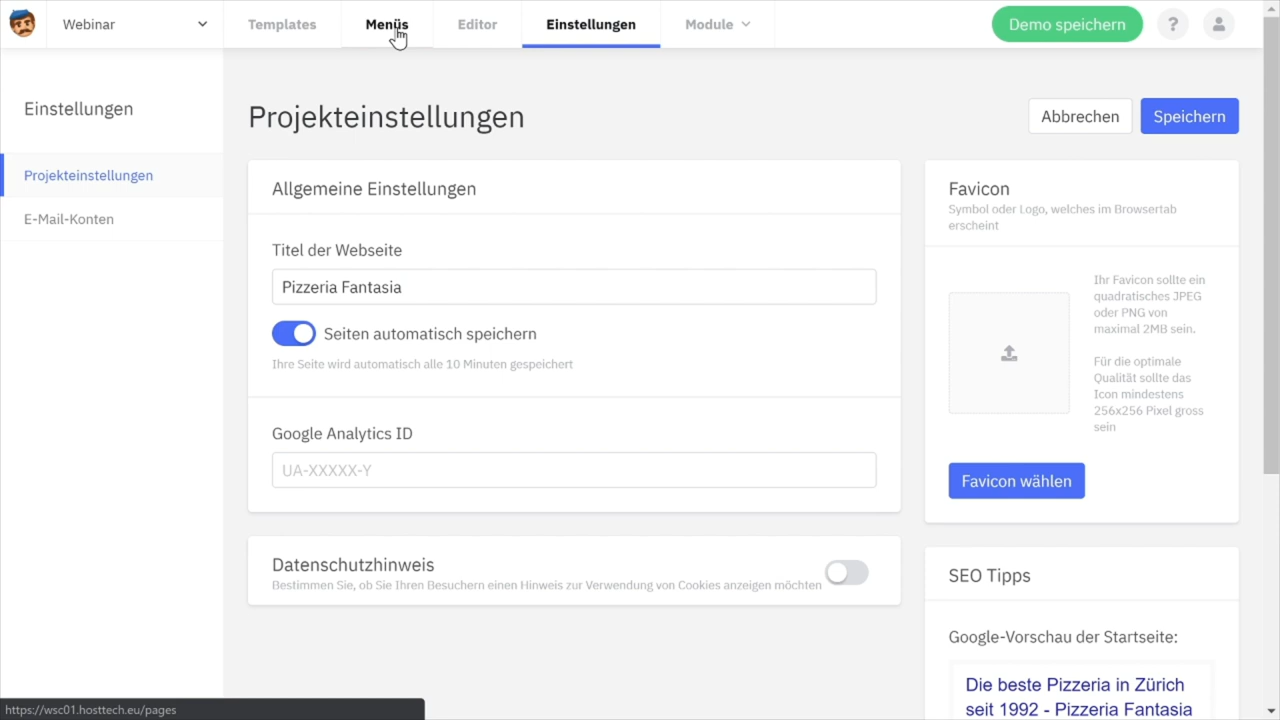 Webinar
Templates
Menüs
Editor
Einstellungen
Module
Demo speichern
?
Einstellungen
Projekteinstellungen
E-Mail-Konten
Projekteinstellungen
Abbrechen
Speichern
Allgemeine Einstellungen
Titel der Webseite
Pizzeria Fantasia
Seiten automatisch speichern
Ihre Seite wird automatisch alle 10 Minuten gespeichert
Google Analytics ID
UA-XXXXX-Y
Datenschutzhinweis
Bestimmen Sie, ob Sie Ihren Besuchern einen Hinweis zur Verwendung von Cookies anzeigen möchten
Favicon
Symbol oder Logo, welches im Browsertab
erscheint
Ihr Favicon sollte ein
quadratisches JPEG
oder PNG von
maximal 2MB sein.
Für die optimale
Qualität sollte das
Icon mindestens
256x256 Pixel gross
sein
Favicon wählen
SEO Tipps
Google-Vorschau der Startseite:
Die beste Pizzeria in Zürich
seit 1992 - Pizzeria Fantasia
https://wsc01.hosttech.eu/pages